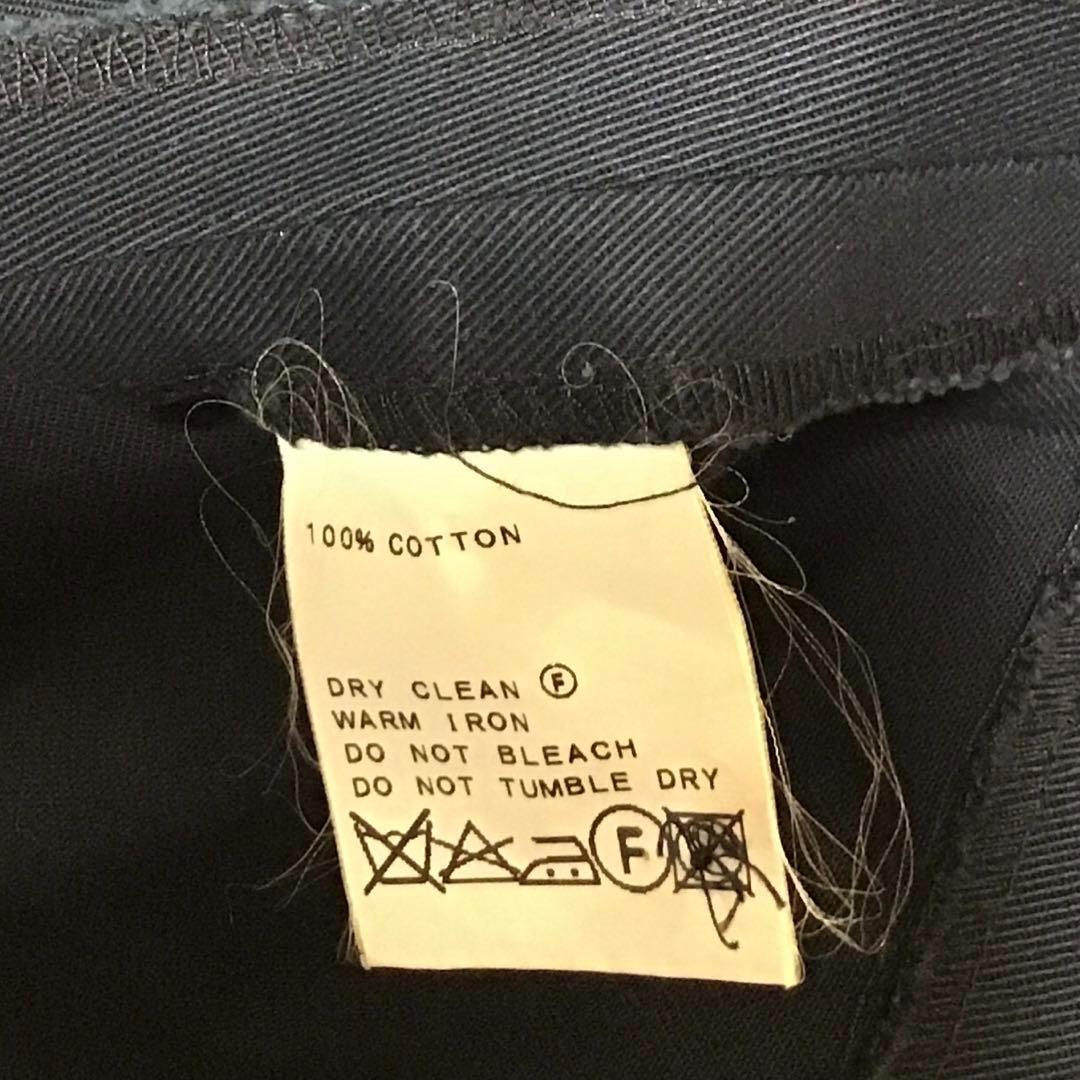 100% COTTON
DRY CLEAN Ⓕ
WARM IRON
DO NOT BLEACH
DO NOT TUMBLE DRY
F